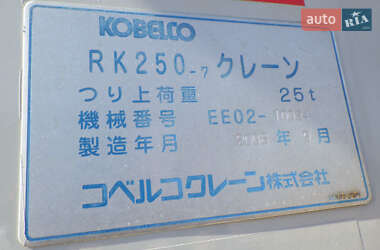 auto RIA
KOBELCO
RK250-7 クレーン
つり上荷重 25t
機械番号 EE02-
製造年月 年 月
コベルコクレーン株式会社